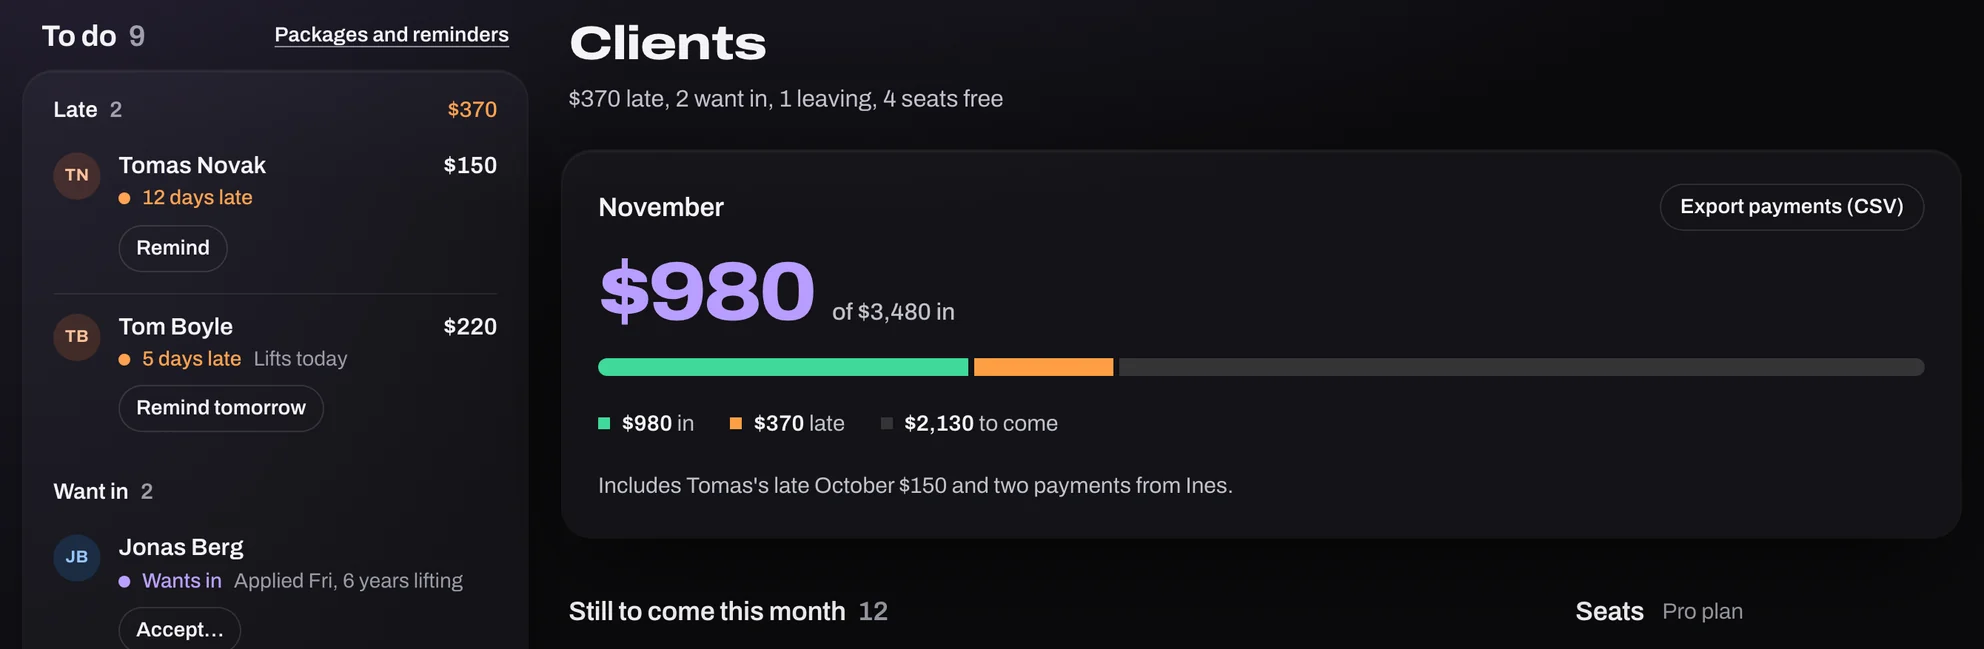 To do 9
Packages and reminders
Late 2
$370
TN
Tomas Novak
$150
12 days late
Remind
TB
Tom Boyle
$220
5 days late Lifts today
Remind tomorrow
Want in 2
JB
Jonas Berg
Wants in Applied Fri, 6 years lifting
Accept...
Clients
$370 late, 2 want in, 1 leaving, 4 seats free
November
Export payments (CSV)
$980 of $3,480 in
$980 in
$370 late
$2,130 to come
Includes Tomas's late October $150 and two payments from Ines.
Still to come this month 12
Seats Pro plan